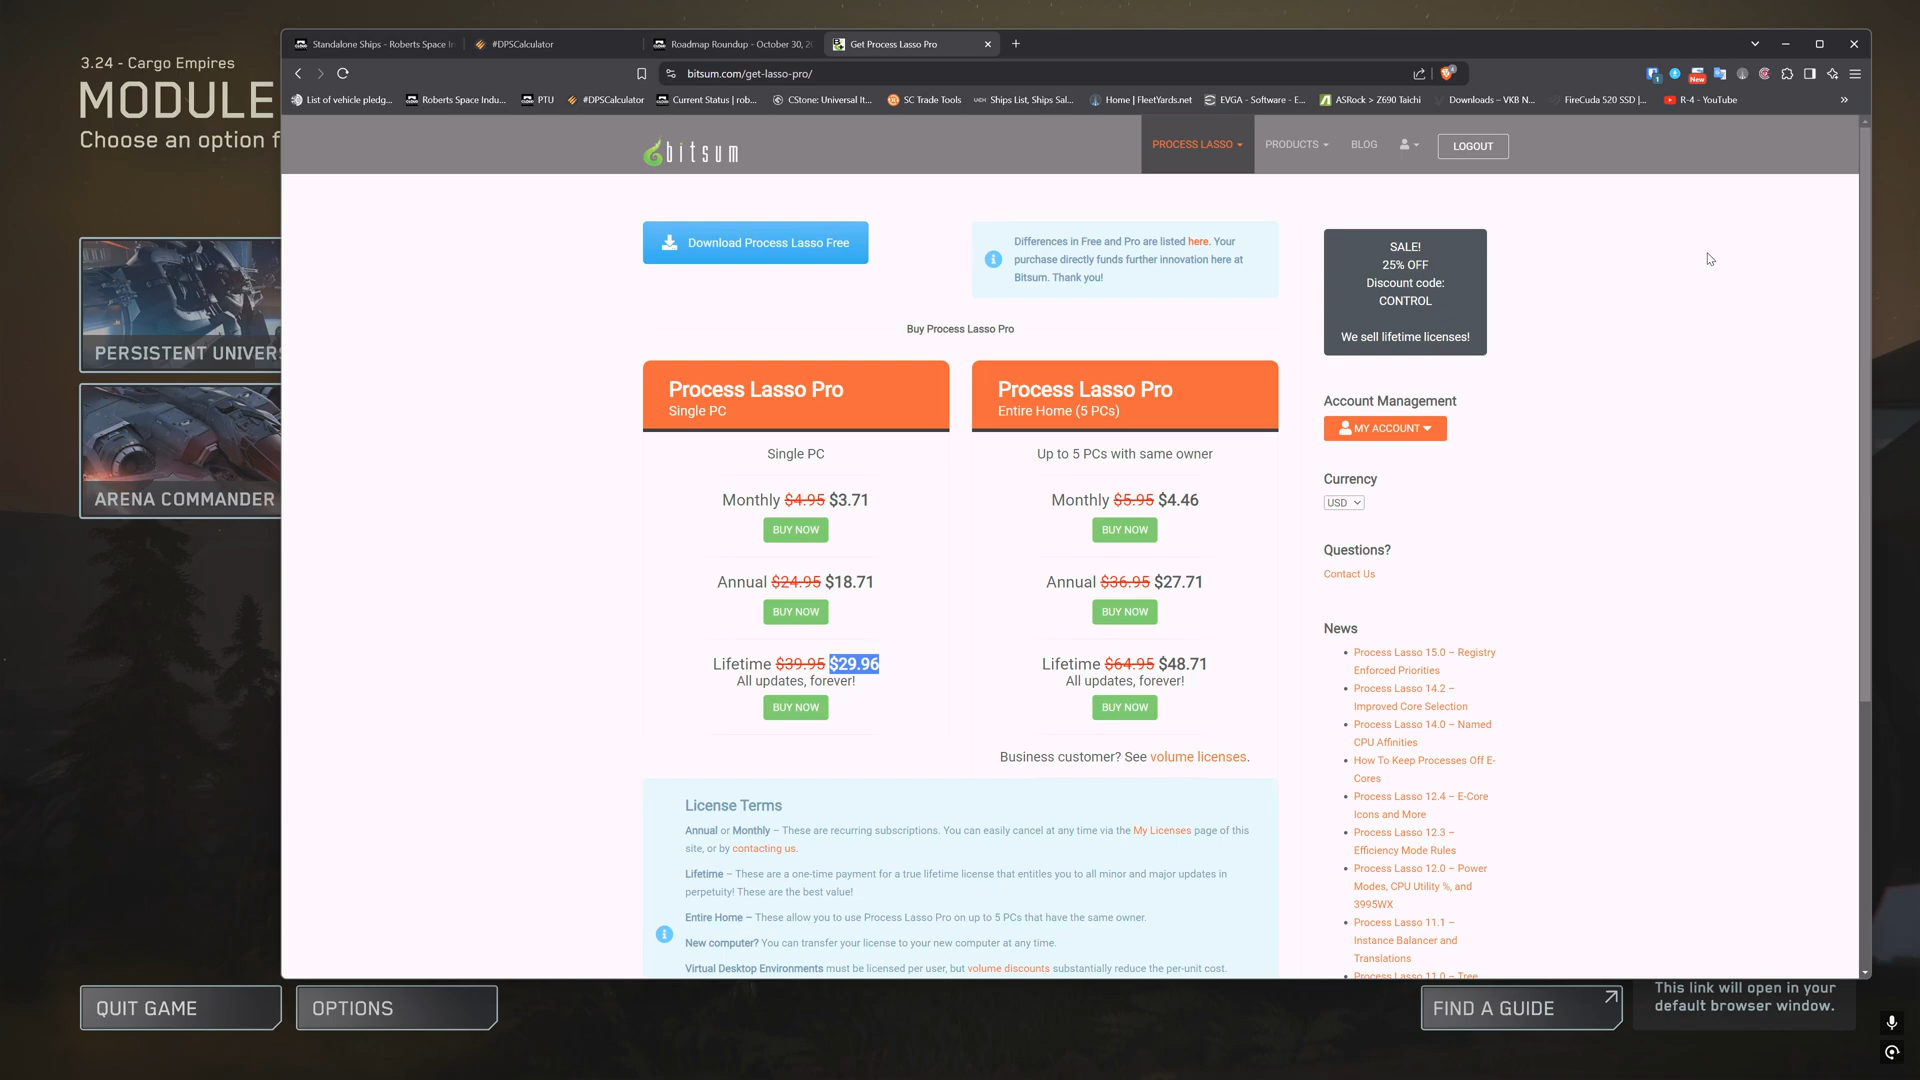 3.24 - Cargo Empires
MODULE
Choose an option f
PERSISTENT UNIVERS
ARENA COMMANDER
QUIT GAME
OPTIONS
FIND A GUIDE
This link will open in your
default browser window.
Standalone Ships - Roberts Space In
#DPSCalculator
Roadmap Roundup - October 30, 20
Get Process Lasso Pro
bitsum.com/get-lasso-pro/
List of vehicle pledg...
Roberts Space Indu...
PTU
#DPSCalculator
Current Status | rob...
CStone: Universal It...
SC Trade Tools
Ships List, Ships Sal...
Home | FleetYards.net
EVGA - Software - E...
ASRock > Z690 Taichi
Downloads – VKB N...
FireCuda 520 SSD |...
R-4 - YouTube
New
bitsum
PROCESS LASSO
PRODUCTS
BLOG
LOGOUT
Download Process Lasso Free
Differences in Free and Pro are listed here. Your
purchase directly funds further innovation here at
Bitsum. Thank you!
Buy Process Lasso Pro
Process Lasso Pro
Single PC
Single PC
Monthly $4.95 $3.71
BUY NOW
Annual $24.95 $18.71
BUY NOW
Lifetime $39.95 $29.96
All updates, forever!
BUY NOW
Process Lasso Pro
Entire Home (5 PCs)
Up to 5 PCs with same owner
Monthly $5.95 $4.46
BUY NOW
Annual $36.95 $27.71
BUY NOW
Lifetime $64.95 $48.71
All updates, forever!
BUY NOW
Business customer? See volume licenses.
License Terms
Annual or Monthly – These are recurring subscriptions. You can easily cancel at any time via the My Licenses page of this
site, or by contacting us.
Lifetime – These are a one-time payment for a true lifetime license that entitles you to all minor and major updates in
perpetuity! These are the best value!
Entire Home – These allow you to use Process Lasso Pro on up to 5 PCs that have the same owner.
New computer? You can transfer your license to your new computer at any time.
Virtual Desktop Environments must be licensed per user, but volume discounts substantially reduce the per-unit cost.
SALE!
25% OFF
Discount code:
CONTROL
We sell lifetime licenses!
Account Management
MY ACCOUNT
Currency
USD
Questions?
Contact Us
News
Process Lasso 15.0 – Registry
Enforced Priorities
Process Lasso 14.2 –
Improved Core Selection
Process Lasso 14.0 – Named
CPU Affinities
How To Keep Processes Off E-
Cores
Process Lasso 12.4 – E-Core
Icons and More
Process Lasso 12.3 –
Efficiency Mode Rules
Process Lasso 12.0 – Power
Modes, CPU Utility %, and
3995WX
Process Lasso 11.1 –
Instance Balancer and
Translations
Process Lasso 11.0 – Tree